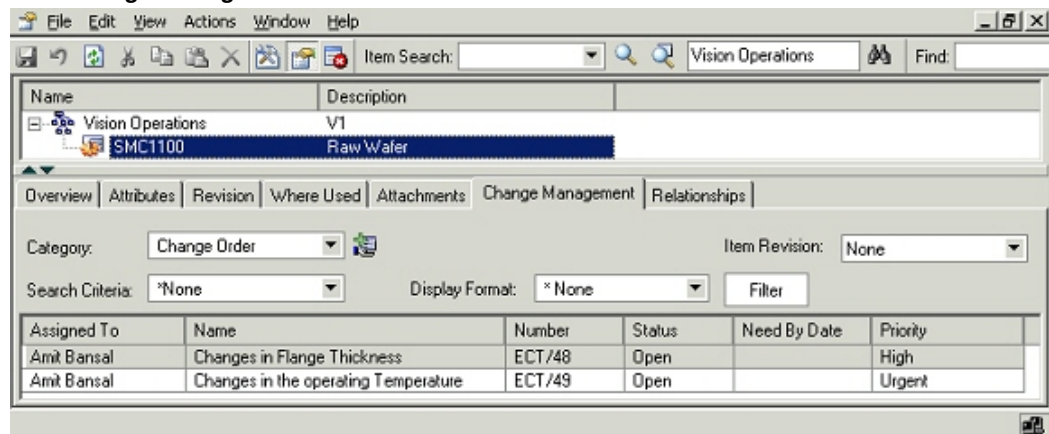 File Edit View Actions Window Help
Item Search: Vision Operations Find:
Name Description
Vision Operations V1
SMC1100 Raw Wafer
Overview Attributes Revision Where Used Attachments Change Management Relationships
Category: Change Order Item Revision: None
Search Criteria: *None Display Format: * None Filter
Assigned To Name Number Status Need By Date Priority
Amit Bansal Changes in Flange Thickness ECT/48 Open High
Amit Bansal Changes in the operating Temperature ECT/49 Open Urgent